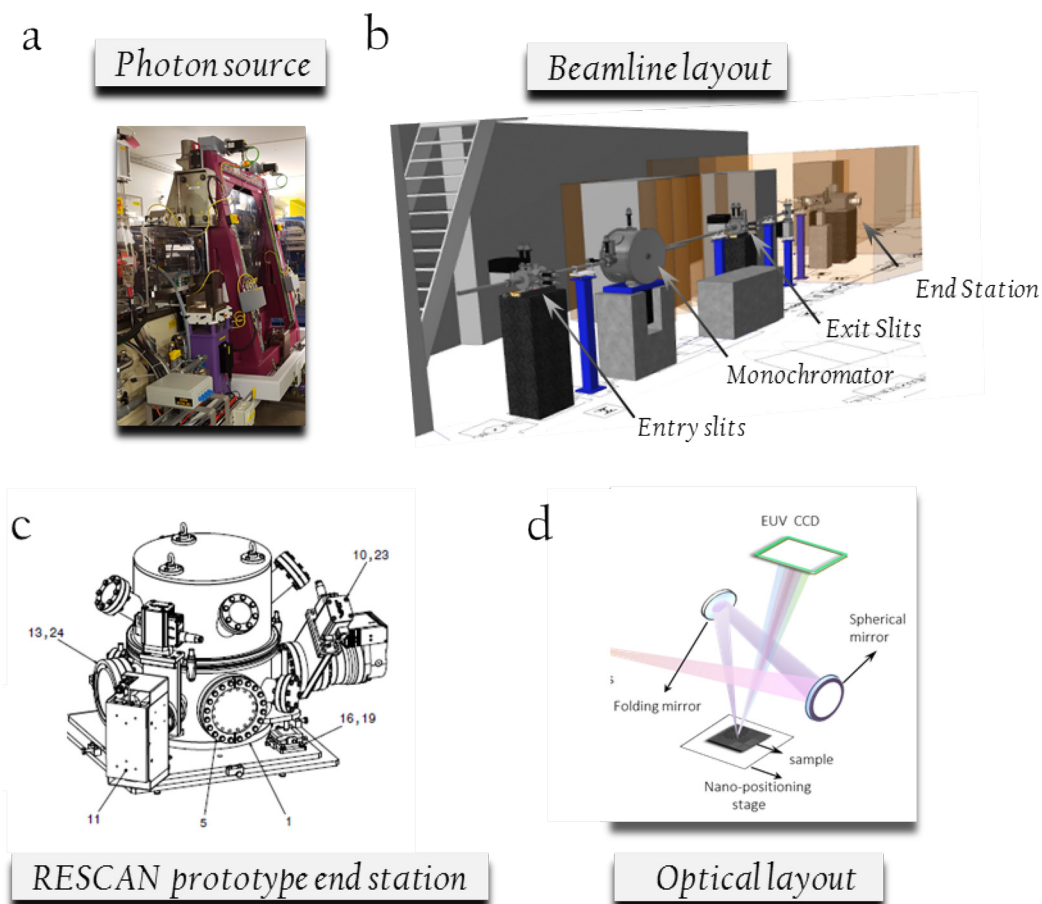 a
Photon source
b
Beamline layout
End Station
Exit Slits
Monochromator
Entry slits
c
10,23
13,24
16,19
11
5
1
RESCAN prototype end station
d
EUV CCD
Spherical
mirror
s
Folding mirror
sample
Nano-positioning
stage
Optical layout